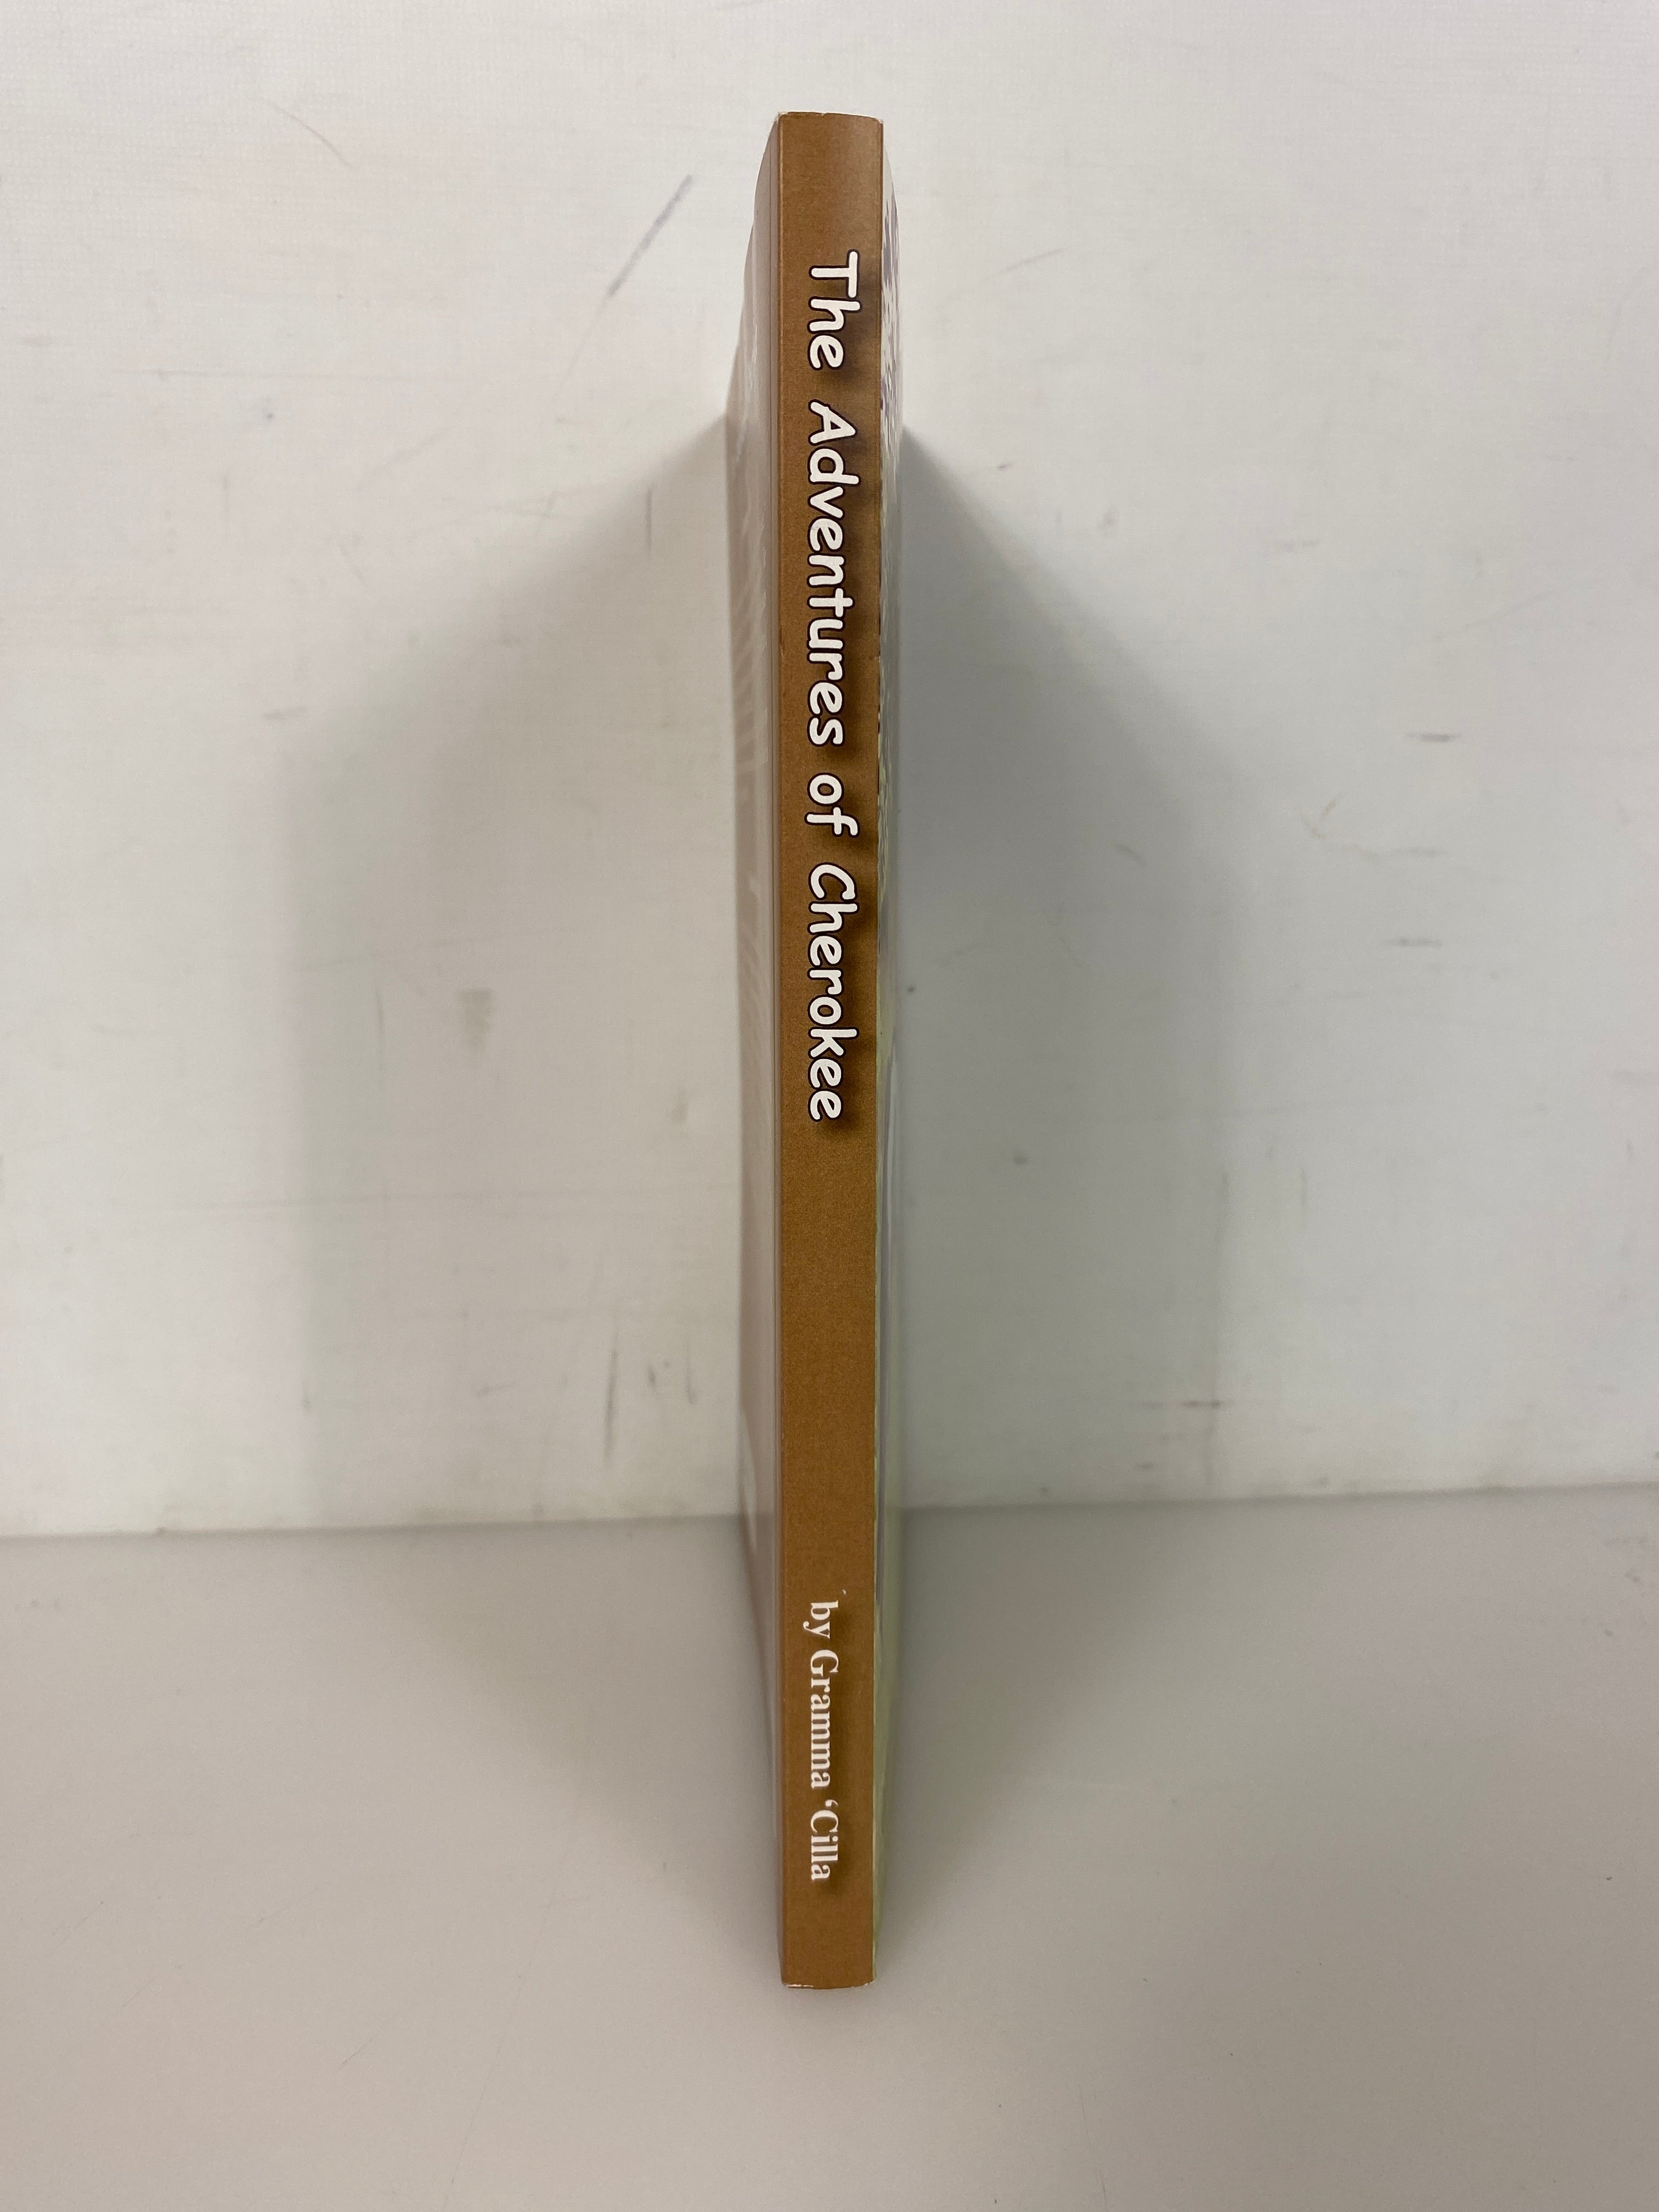 The Adventures of Cherokee
by Gramma ‘Cilla